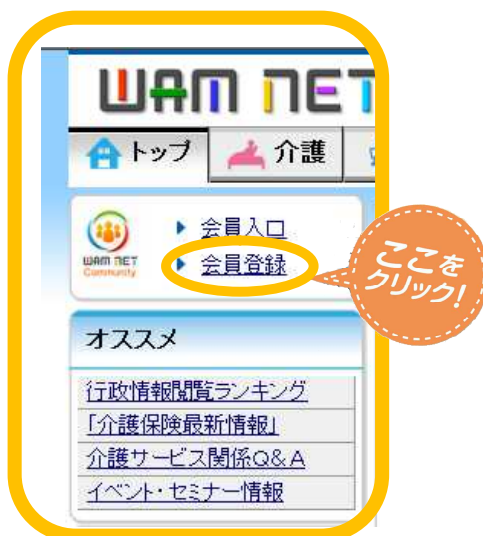 WAM NET
トップ
介護
会員入口
WAM NET
Community
会員登録
ここを
クリック!
オススメ
行政情報閲覧ランキング
「介護保険最新情報」
介護サービス関係Q&A
イベント・セミナー情報